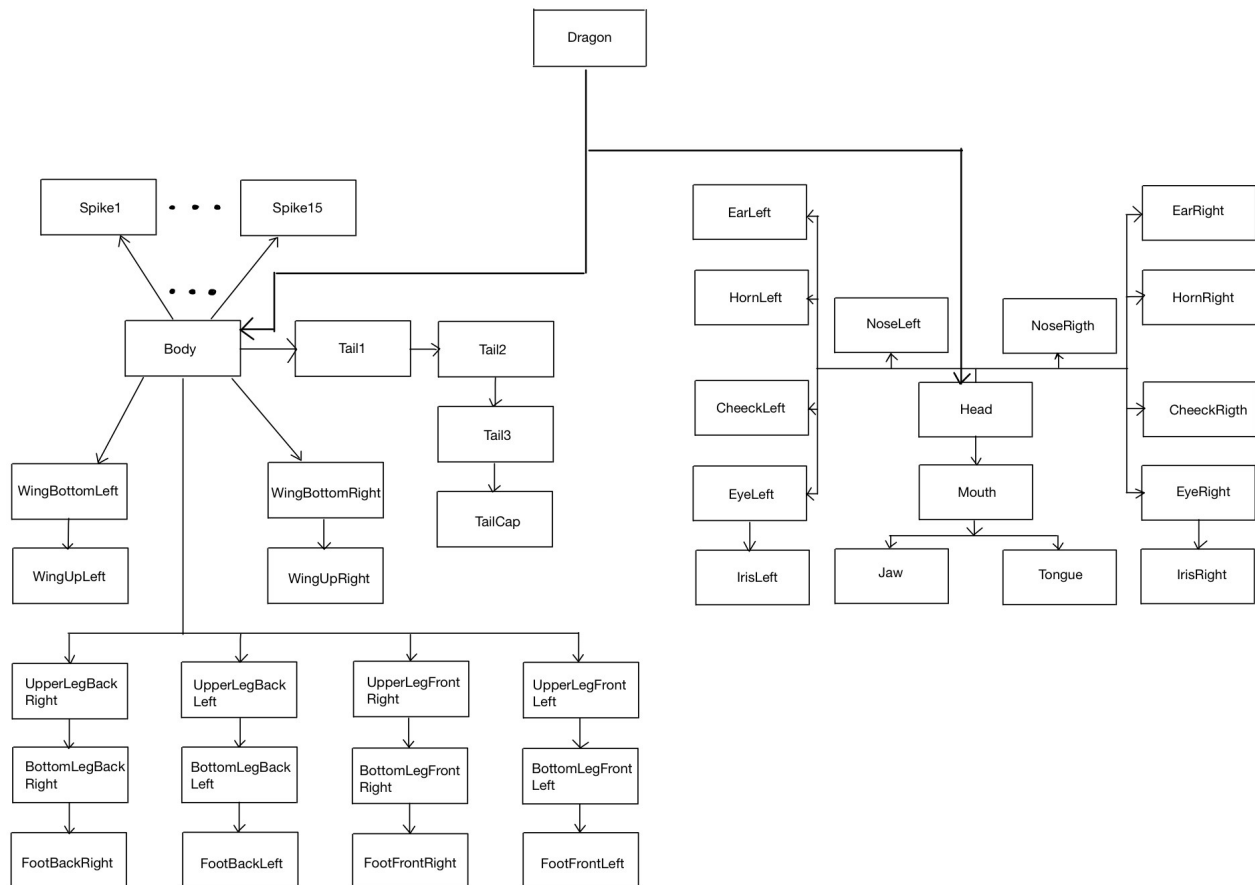 Dragon
Spike1
Spike15
EarLeft
EarRight
HornLeft
HornRight
NoseLeft
NoseRigth
Body
Tail1
Tail2
CheeckLeft
Head
CheeckRigth
Tail3
WingBottomLeft
WingBottomRight
EyeLeft
Mouth
EyeRight
TailCap
WingUpLeft
WingUpRight
IrisLeft
Jaw
Tongue
IrisRight
UpperLegBack
Right
UpperLegBack
Left
UpperLegFront
Right
UpperLegFront
Left
BottomLegBack
Right
BottomLegBack
Left
BottomLegFront
Right
BottomLegFront
Left
FootBackRight
FootBackLeft
FootFrontRight
FootFrontLeft